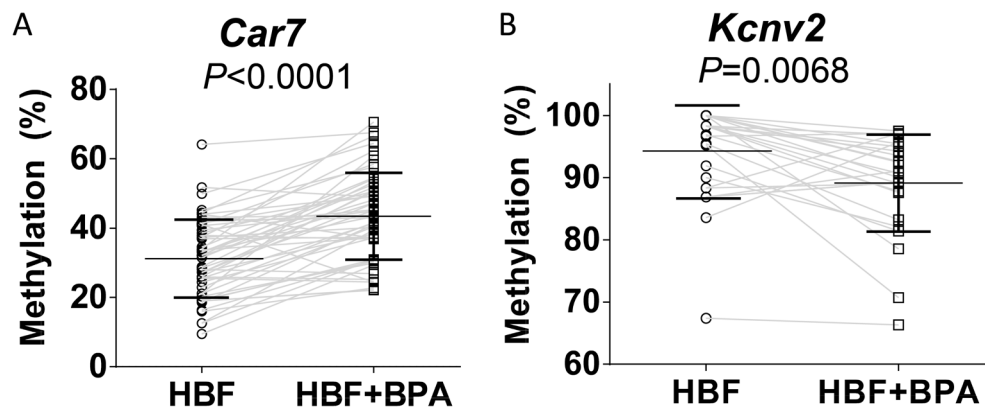 A
Car7
P<0.0001
Methylation (%)
80
60
40
20
0
HBF
HBF+BPA
B
Kcnv2
P=0.0068
Methylation (%)
100
90
80
70
60
HBF
HBF+BPA